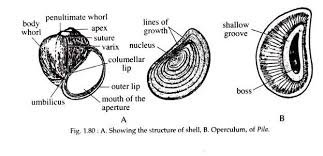 body
whorl
penultimate whorl
apex
suture
varix
columellar
lip
outer lip
mouth of the
aperture
umbilicus
A
lines of
growth
nucleus
shallow
groove
boss
B
Fig. 1.80 : A. Showing the structure of shell, B. Operculum, of Pile.